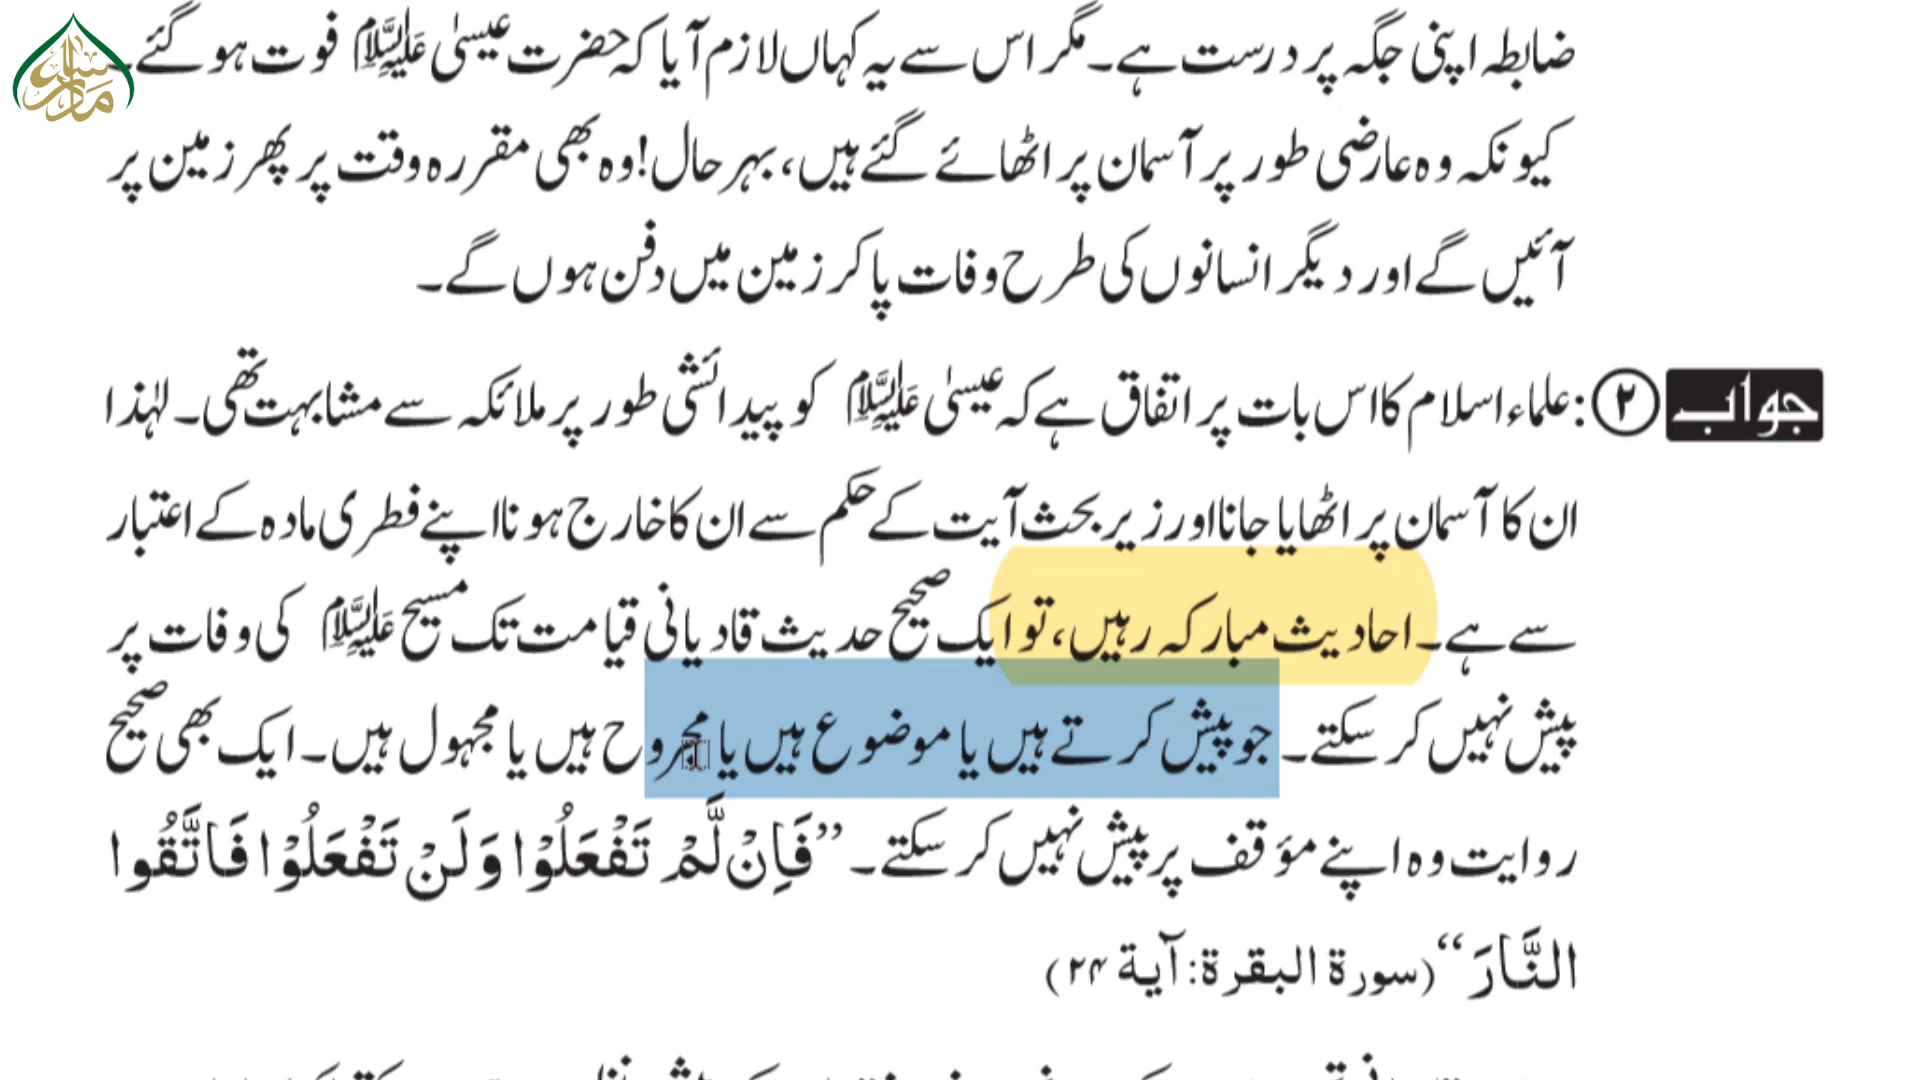 ضابطہ اپنی جگہ پر درست ہے۔ مگر اس سے یہ کہاں لازم آیا کہ حضرت عیسیٰ علیہ السلام فوت ہو گئے۔
کیونکہ وہ عارضی طور پر آسمان پر اٹھائے گئے ہیں، بہر حال! وہ بھی مقررہ وقت پر پھر زمین پر
آئیں گے اور دیگر انسانوں کی طرح وفات پا کر زمین میں دفن ہوں گے۔
جواب ۲: علماء اسلام کا اس بات پر اتفاق ہے کہ عیسیٰ علیہ السلام کو پیدائشی طور پر ملائکہ سے مشابہت تھی۔ لہٰذا
ان کا آسمان پر اٹھایا جانا اور زیر بحث آیت کے حکم سے ان کا خارج ہونا اپنے فطری مادہ کے اعتبار
سے ہے۔ احادیث مبارکہ رہیں، تو ایک صحیح حدیث قادیانی قیامت تک مسیح علیہ السلام کی وفات پر
پیش نہیں کر سکتے۔ جو پیش کرتے ہیں یا موضوع ہیں یا مجروح ہیں یا مجہول ہیں۔ ایک بھی صحیح
روایت وہ اپنے مؤقف پر پیش نہیں کر سکتے۔ ”فَاِنْ لَّمْ تَفْعَلُوْا وَلَنْ تَفْعَلُوْا فَاتَّقُوا
النَّارَ“ (سورة البقرة: آية ۲۴)